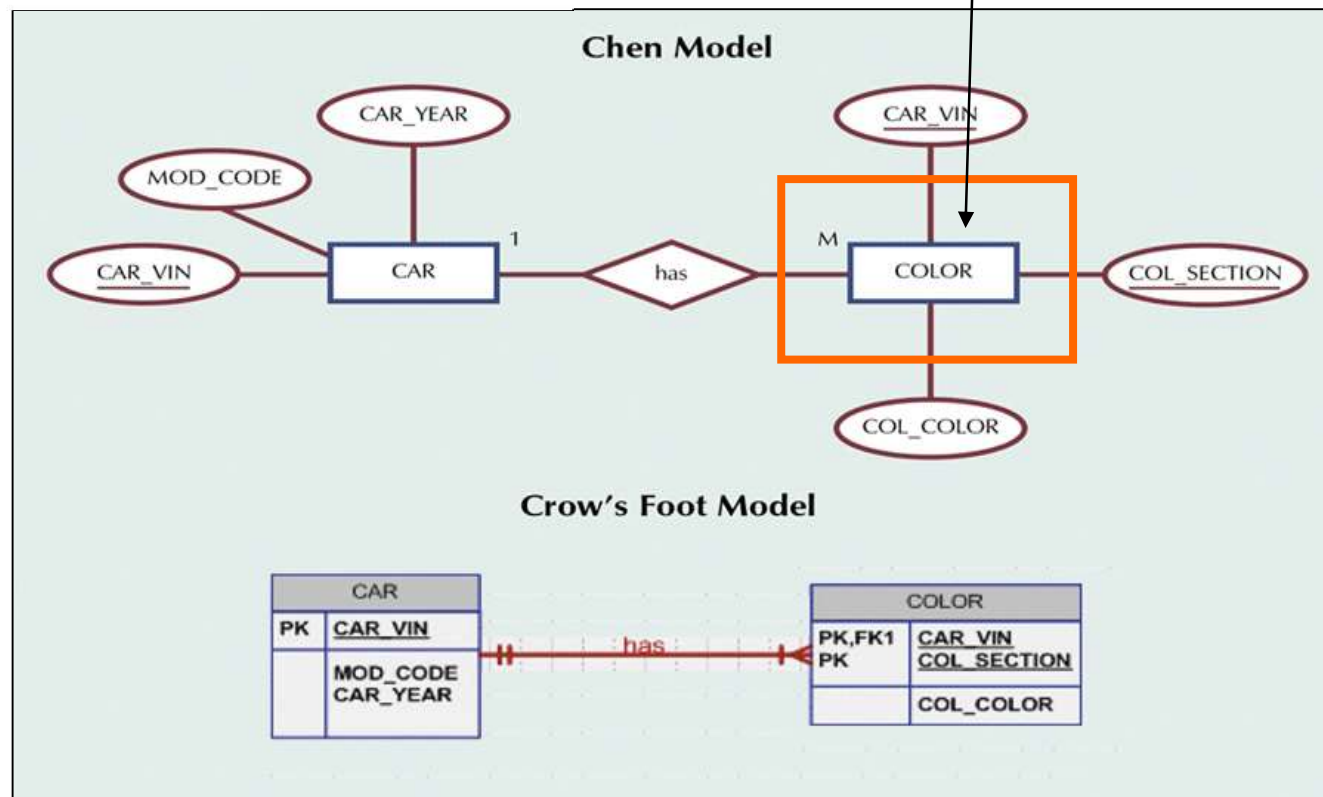 Chen Model
CAR_YEAR
CAR_VIN
MOD_CODE
1
M
CAR_VIN
CAR
has
COLOR
COL_SECTION
COL_COLOR
Crow's Foot Model
CAR
PK CAR_VIN
MOD_CODE
CAR_YEAR
has
COLOR
PK,FK1 CAR_VIN
PK COL_SECTION
COL_COLOR